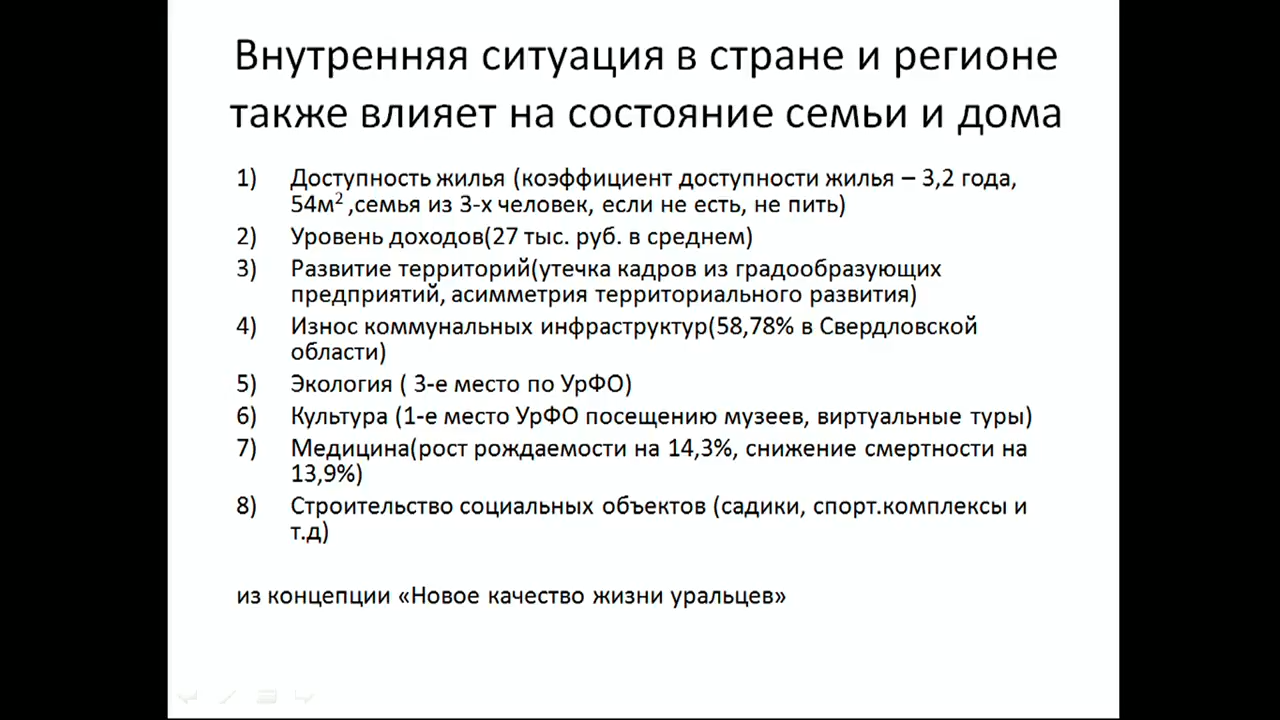 Внутренняя ситуация в стране и регионе
также влияет на состояние семьи и дома
1) Доступность жилья (коэффициент доступности жилья – 3,2 года,
54м² ,семья из 3-х человек, если не есть, не пить)
2) Уровень доходов(27 тыс. руб. в среднем)
3) Развитие территорий(утечка кадров из градообразующих
предприятий, асимметрия территориального развития)
4) Износ коммунальных инфраструктур(58,78% в Свердловской
области)
5) Экология ( 3-е место по УрФО)
6) Культура (1-е место УрФО посещению музеев, виртуальные туры)
7) Медицина(рост рождаемости на 14,3%, снижение смертности на
13,9%)
8) Строительство социальных объектов (садики, спорт.комплексы и
т.д)
из концепции «Новое качество жизни уральцев»